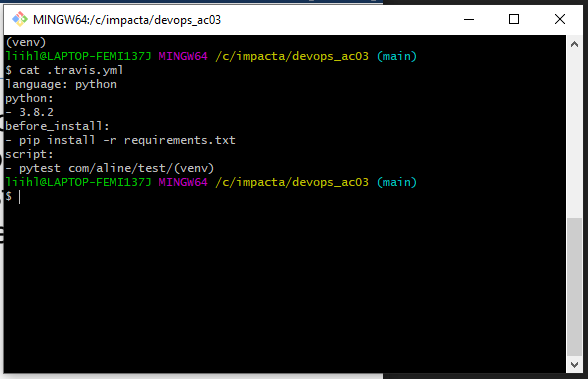 MINGW64:/c/impacta/devops_ac03
(venv)
liihl@LAPTOP-FEMI137J MINGW64 /c/impacta/devops_ac03 (main)
$ cat .travis.yml
language: python
python:
- 3.8.2
before_install:
- pip install -r requirements.txt
script:
- pytest com/aline/test/(venv)
liihl@LAPTOP-FEMI137J MINGW64 /c/impacta/devops_ac03 (main)
$